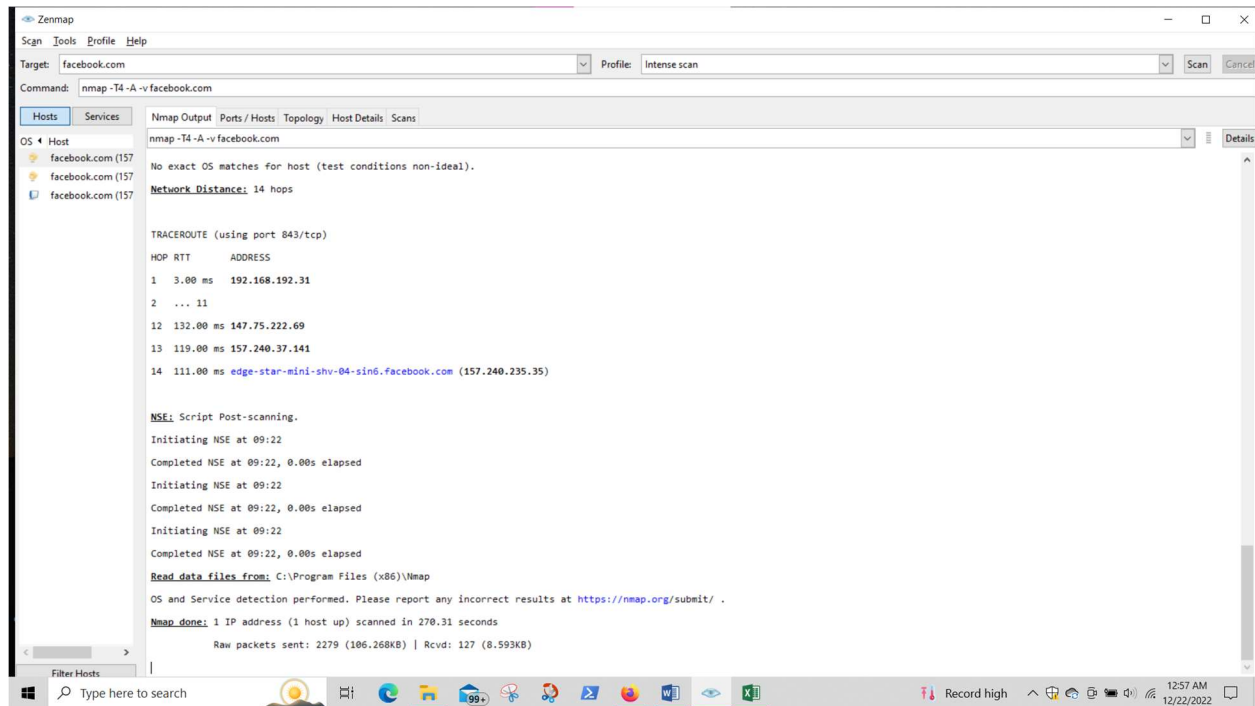 Zenmap
Scan Tools Profile Help
Target: facebook.com Profile: Intense scan Scan Cancel
Command: nmap -T4 -A -v facebook.com
Hosts Services Nmap Output Ports / Hosts Topology Host Details Scans
OS Host nmap -T4 -A -v facebook.com Details
facebook.com (157
facebook.com (157
facebook.com (157
No exact OS matches for host (test conditions non-ideal).
Network Distance: 14 hops
TRACEROUTE (using port 843/tcp)
HOP RTT ADDRESS
1 3.00 ms 192.168.192.31
2 ... 11
12 132.00 ms 147.75.222.69
13 119.00 ms 157.240.37.141
14 111.00 ms edge-star-mini-shv-04-sin6.facebook.com (157.240.235.35)
NSE: Script Post-scanning.
Initiating NSE at 09:22
Completed NSE at 09:22, 0.00s elapsed
Initiating NSE at 09:22
Completed NSE at 09:22, 0.00s elapsed
Initiating NSE at 09:22
Completed NSE at 09:22, 0.00s elapsed
Read data files from: C:\Program Files (x86)\Nmap
OS and Service detection performed. Please report any incorrect results at https://nmap.org/submit/ .
Nmap done: 1 IP address (1 host up) scanned in 270.31 seconds
Raw packets sent: 2279 (106.268KB) | Rcvd: 127 (8.593KB)
Filter Hosts
Type here to search 99+ Record high 12:57 AM
12/22/2022